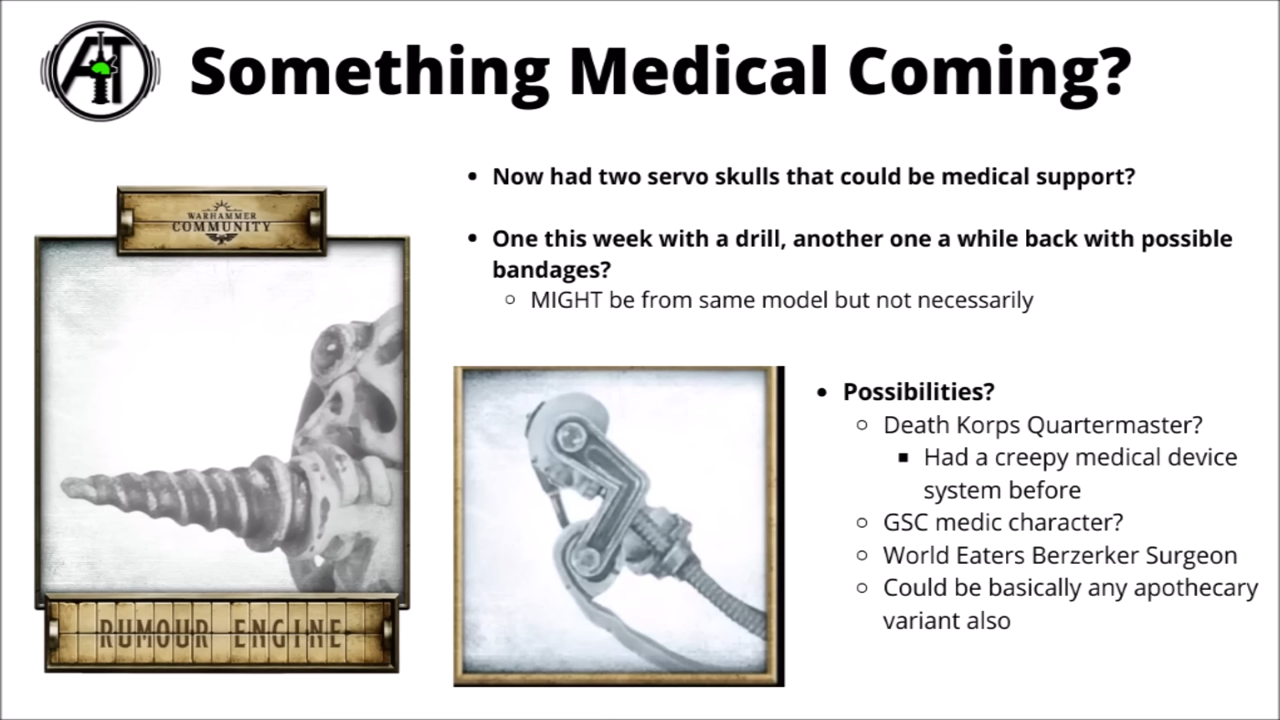 AT
Something Medical Coming?
• Now had two servo skulls that could be medical support?
• One this week with a drill, another one a while back with possible
bandages?
○ MIGHT be from same model but not necessarily
WARHAMMER
COMMUNITY
RUMOUR ENGINE
• Possibilities?
○ Death Korps Quartermaster?
▪ Had a creepy medical device
system before
○ GSC medic character?
○ World Eaters Berzerker Surgeon
○ Could be basically any apothecary
variant also